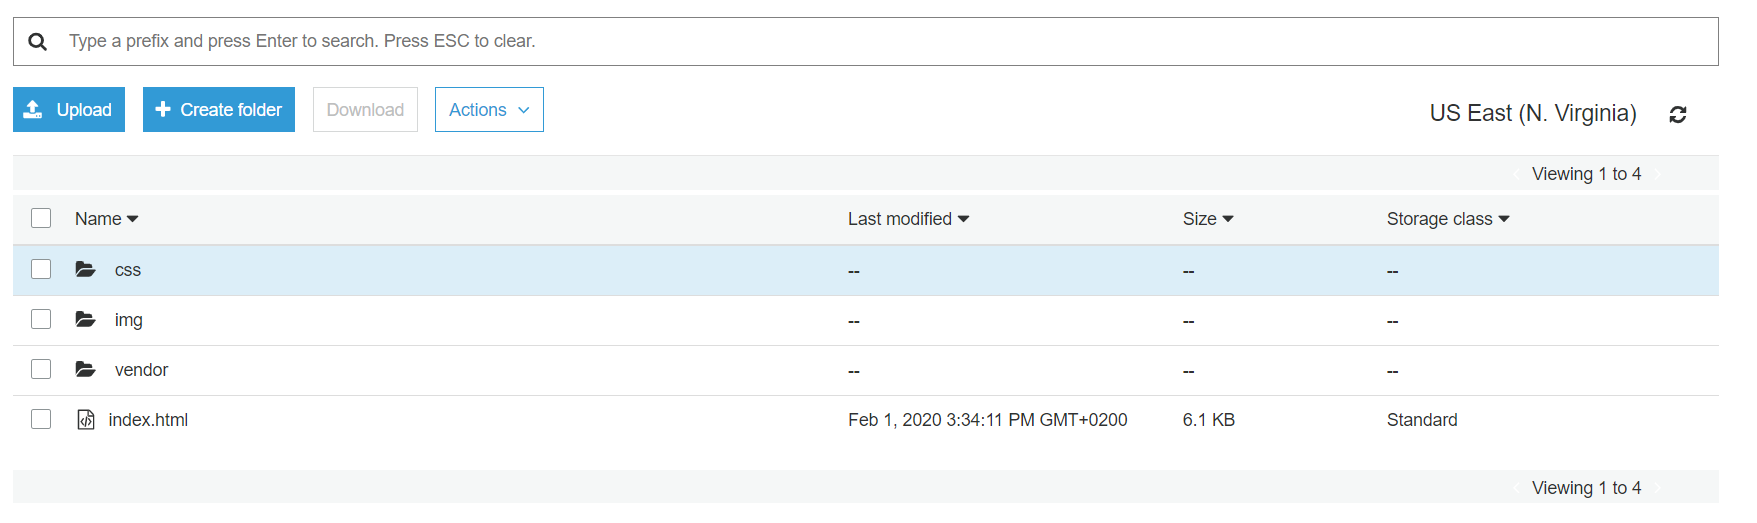 Type a prefix and press Enter to search. Press ESC to clear.
Upload Create folder Download Actions US East (N. Virginia)
Viewing 1 to 4
Name Last modified Size Storage class
css -- -- --
img -- -- --
vendor -- -- --
index.html Feb 1, 2020 3:34:11 PM GMT+0200 6.1 KB Standard
Viewing 1 to 4